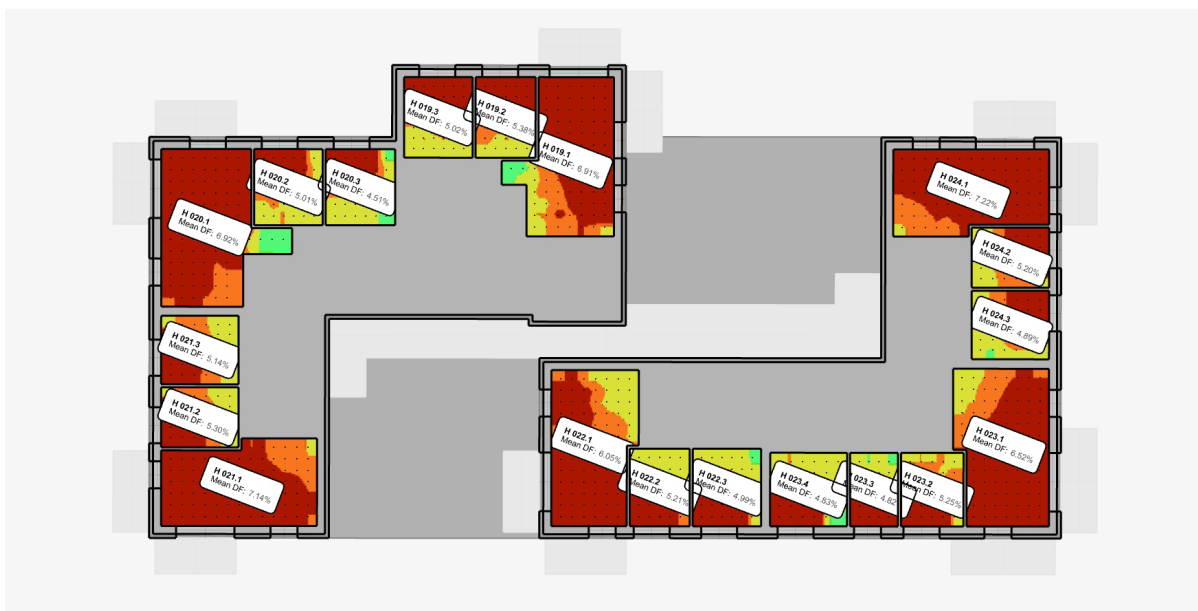 H 019.3
Mean DF: 5.02%
H 019.2
Mean DF: 5.38%
H 019.1
Mean DF: 6.91%
H 020.1
Mean DF: 6.92%
H 020.2
Mean DF: 5.01%
H 020.3
Mean DF: 4.51%
H 024.1
Mean DF: 7.22%
H 024.2
Mean DF: 5.20%
H 024.3
Mean DF: 4.89%
H 021.3
Mean DF: 5.14%
H 021.2
Mean DF: 5.30%
H 021.1
Mean DF: 7.14%
H 022.1
Mean DF: 6.05%
H 022.2
Mean DF: 5.21%
H 022.3
Mean DF: 4.99%
H 023.4
Mean DF: 4.83%
023.3
DF: 4.82
H 023.2
Mean DF: 5.25%
H 023.1
Mean DF: 6.52%